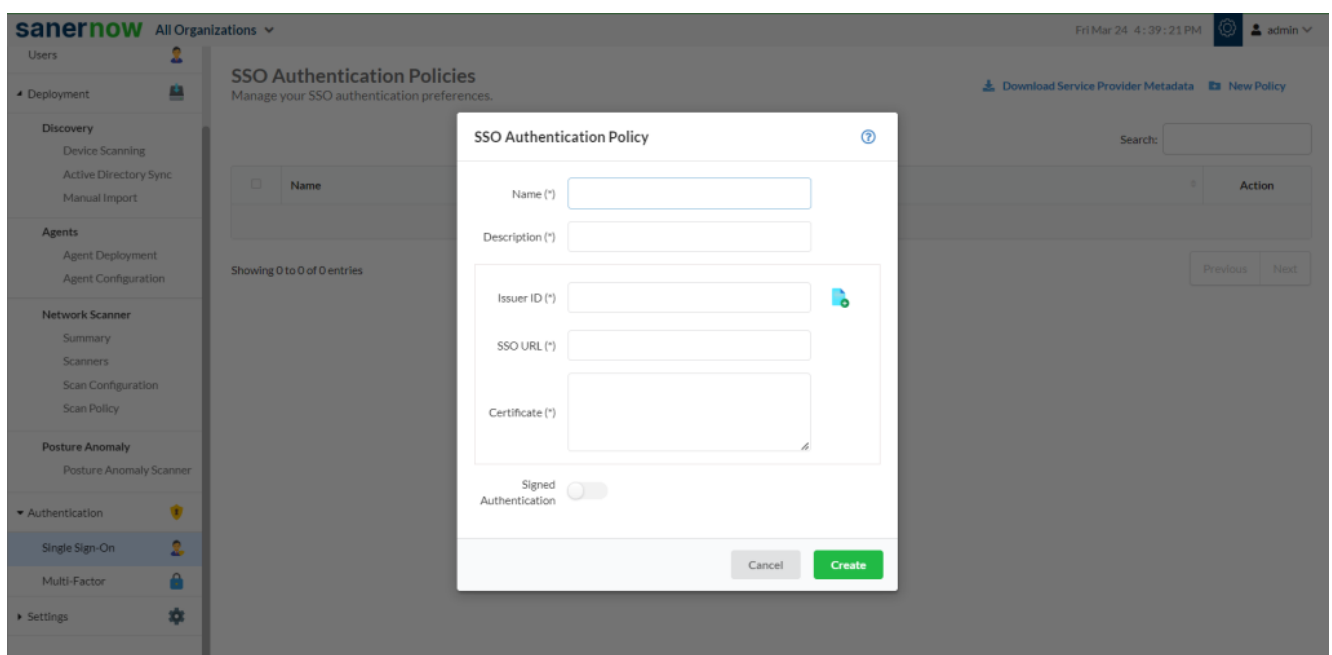 sanernow All Organizations
Fri Mar 24 4:39:21 PM
admin
Users
Deployment
Discovery
Device Scanning
Active Directory Sync
Manual Import
Agents
Agent Deployment
Agent Configuration
Network Scanner
Summary
Scanners
Scan Configuration
Scan Policy
Posture Anomaly
Posture Anomaly Scanner
Authentication
Single Sign-On
Multi-Factor
Settings
SSO Authentication Policies
Manage your SSO authentication preferences.
Download Service Provider Metadata
New Policy
Search:
Name
Action
Showing 0 to 0 of 0 entries
Previous Next
SSO Authentication Policy
Name (*)
Description (*)
Issuer ID (*)
SSO URL (*)
Certificate (*)
Signed
Authentication
Cancel
Create